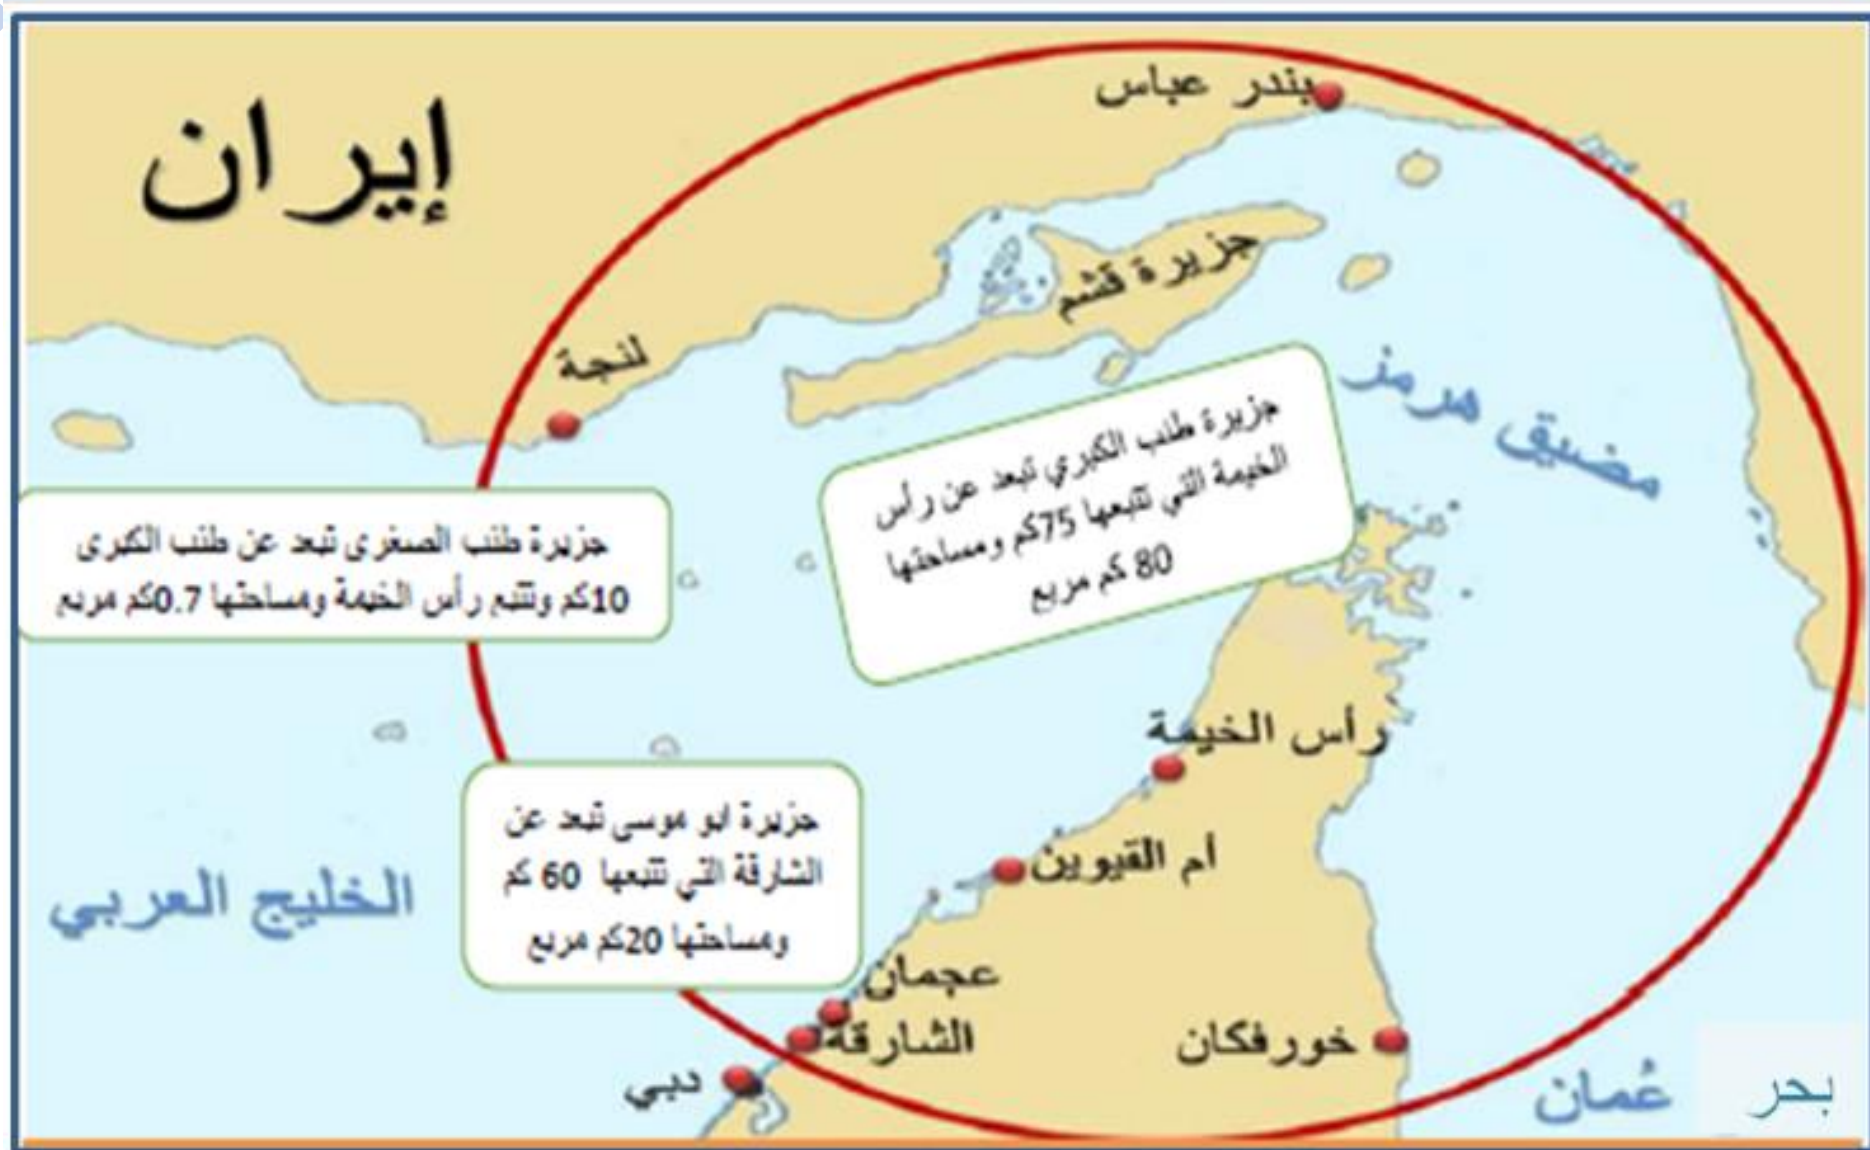 بندر عباس
إيران
جزيرة قشم
لنجة
مضيق هرمز
جزيرة طنب الكبري تبعد عن رأس
الخيمة التي تتبعها 75كم ومساحتها
80 كم مربع
جزيرة طنب الصغرى تبعد عن طنب الكبرى
10كم وتتبع رأس الخيمة ومساحتها 0.7كم مربع
رأس الخيمة
جزيرة ابو موسى تبعد عن
الشارقة التي تتبعها 60 كم
ومساحتها 20كم مربع
أم القيوين
الخليج العربي
عجمان
الشارقة
خورفكان
دبي
بحر عُمان